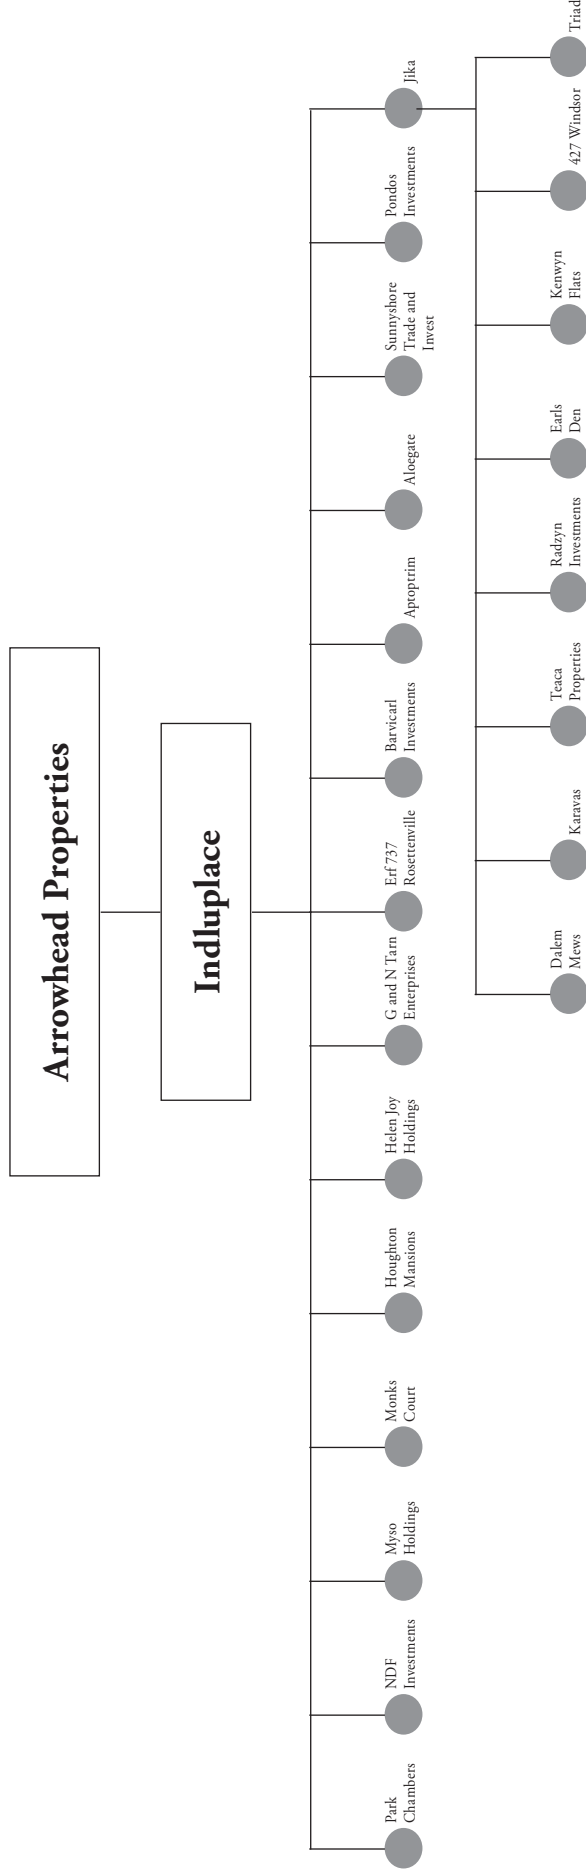 Arrowhead Properties
Indluplace
Park
Chambers
NDF
Investments
Myso
Holdings
Monks
Court
Houghton
Mansions
Helen Joy
Holdings
G and N Tarn
Enterprises
Erf 737
Rosettenville
Barvicarl
Investments
Aptoptrim
Aloegate
Sunnyshore
Trade and
Invest
Pondos
Investments
Jika
Dalem
Mews
Karavas
Teaca
Properties
Radzyn
Investments
Earls
Den
Kenwyn
Flats
427 Windsor
Triad